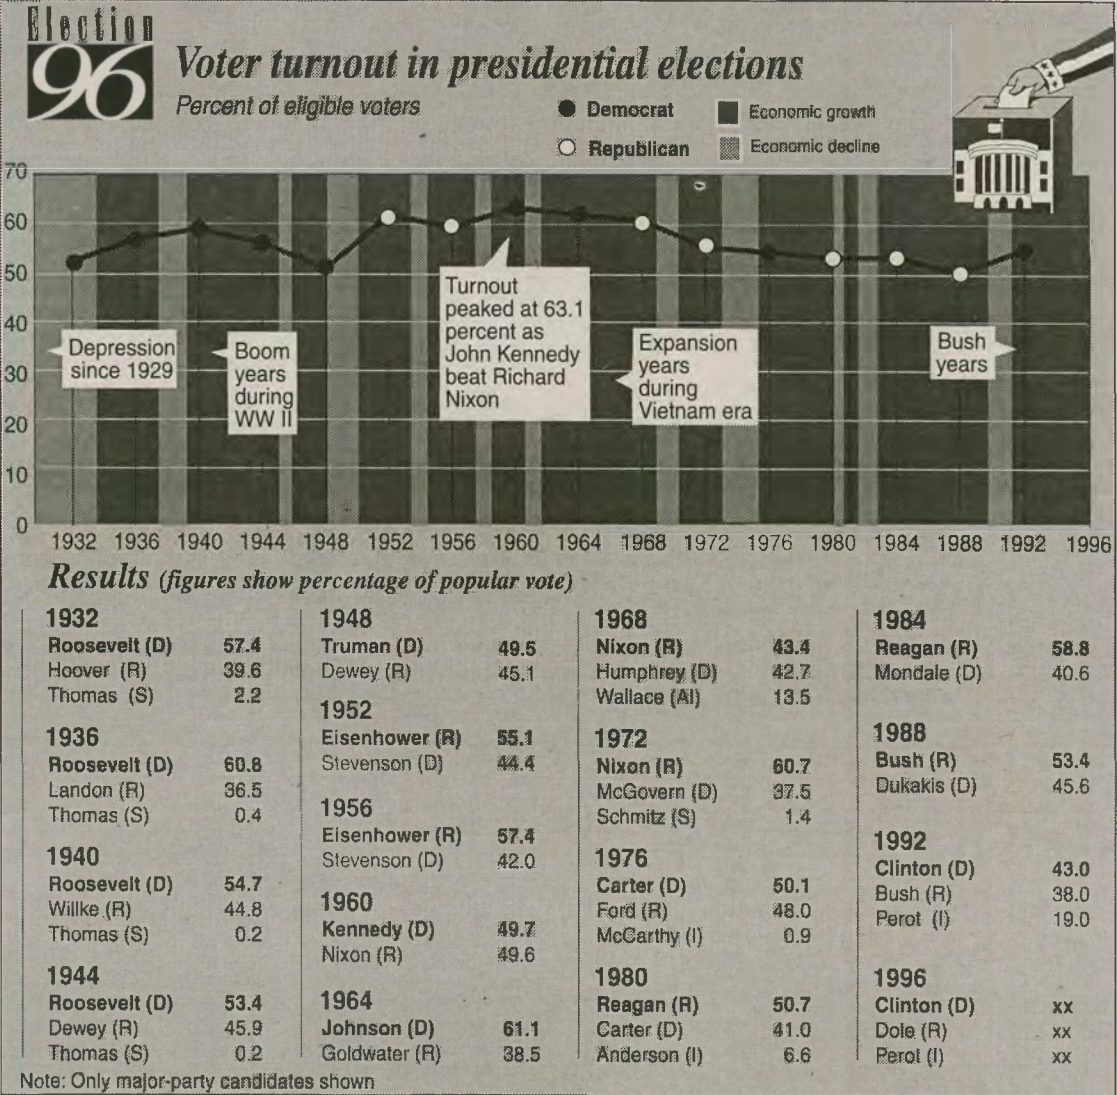 Election
96
Voter turnout in presidential elections
Percent of eligible voters
Democrat
Republican
Economic growth
Economic decline
70
60
50
40
30
20
10
0
Turnout
peaked at 63.1
percent as
John Kennedy
beat Richard
Nixon
Depression
since 1929
Boom
years
during
WW II
Expansion
years
during
Vietnam era
Bush
years
1932 1936 1940 1944 1948 1952 1956 1960 1964 1968 1972 1976 1980 1984 1988 1992 1996
Results (figures show percentage of popular vote)
1932
Roosevelt (D) 57.4
Hoover (R) 39.6
Thomas (S) 2.2
1936
Roosevelt (D) 60.8
Landon (R) 36.5
Thomas (S) 0.4
1940
Roosevelt (D) 54.7
Willke (R) 44.8
Thomas (S) 0.2
1944
Roosevelt (D) 53.4
Dewey (R) 45.9
Thomas (S) 0.2
1948
Truman (D) 49.5
Dewey (R) 45.1
1952
Eisenhower (R) 55.1
Stevenson (D) 44.4
1956
Eisenhower (R) 57.4
Stevenson (D) 42.0
1960
Kennedy (D) 49.7
Nixon (R) 49.6
1964
Johnson (D) 61.1
Goldwater (R) 38.5
1968
Nixon (R) 43.4
Humphrey (D) 42.7
Wallace (AI) 13.5
1972
Nixon (R) 60.7
McGovern (D) 37.5
Schmitz (S) 1.4
1976
Carter (D) 50.1
Ford (R) 48.0
McCarthy (I) 0.9
1980
Reagan (R) 50.7
Carter (D) 41.0
Anderson (I) 6.6
1984
Reagan (R) 58.8
Mondale (D) 40.6
1988
Bush (R) 53.4
Dukakis (D) 45.6
1992
Clinton (D) 43.0
Bush (R) 38.0
Perot (I) 19.0
1996
Clinton (D) xx
Dole (R) xx
Perot (I) xx
Note: Only major-party candidates shown